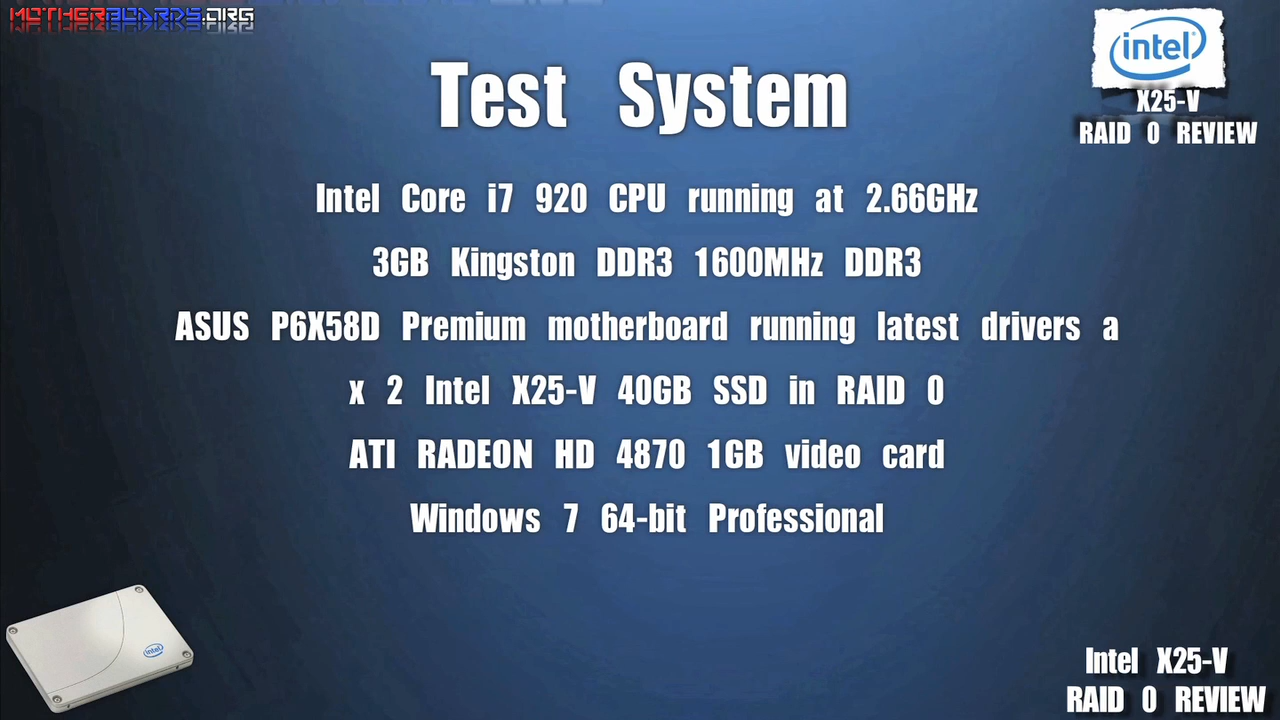 MOTHERBOARDS.ORG
intel
X25-V
RAID 0 REVIEW
Test System
Intel Core i7 920 CPU running at 2.66GHz
3GB Kingston DDR3 1600MHz DDR3
ASUS P6X58D Premium motherboard running latest drivers a
x 2 Intel X25-V 40GB SSD in RAID 0
ATI RADEON HD 4870 1GB video card
Windows 7 64-bit Professional
intel
Intel X25-V
RAID 0 REVIEW